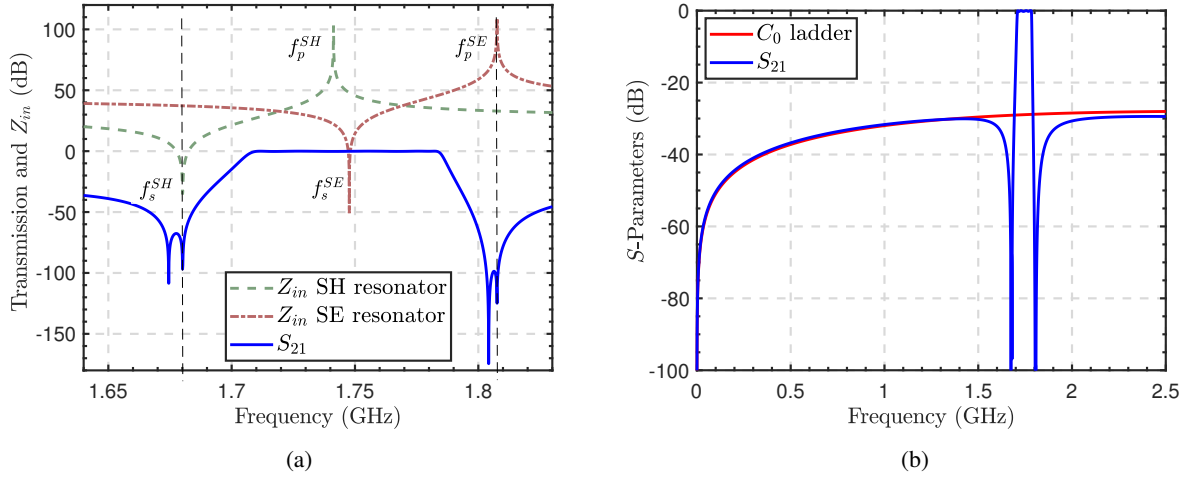 100
50
0
-50
-100
-150
Transmission and Z_in (dB)
f_p^SH
f_p^SE
f_s^SH
f_s^SE
Z_in SH resonator
Z_in SE resonator
S_21
1.65
1.7
1.75
1.8
Frequency (GHz)
(a)
0
-20
-40
-60
-80
-100
S-Parameters (dB)
C_0 ladder
S_21
0
0.5
1
1.5
2
2.5
Frequency (GHz)
(b)